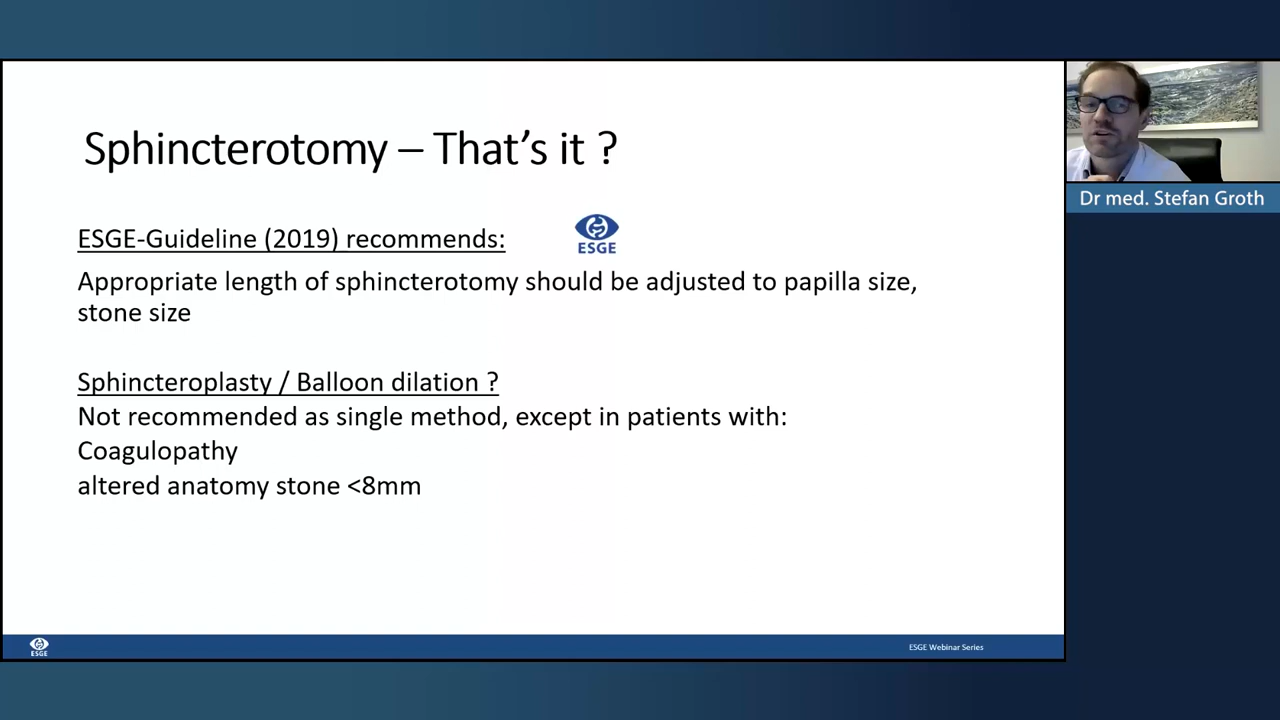 Sphincterotomy – That's it ?
ESGE-Guideline (2019) recommends:
ESGE
Appropriate length of sphincterotomy should be adjusted to papilla size,
stone size
Sphincteroplasty / Balloon dilation ?
Not recommended as single method, except in patients with:
Coagulopathy
altered anatomy stone <8mm
ESGE
ESGE Webinar Series
Dr med. Stefan Groth